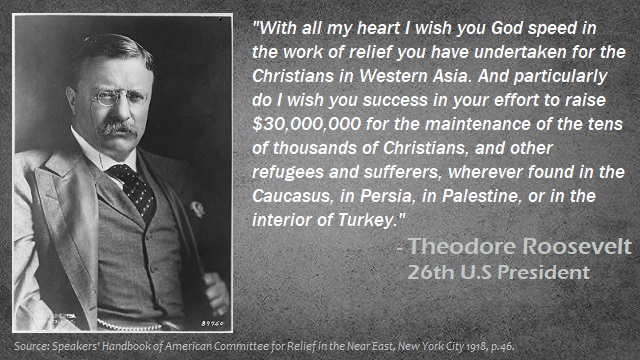 "With all my heart I wish you God speed in
the work of relief you have undertaken for the
Christians in Western Asia. And particularly
do I wish you success in your effort to raise
$30,000,000 for the maintenance of the tens
of thousands of Christians, and other
refugees and sufferers, wherever found in the
Caucasus, in Persia, in Palestine, or in the
interior of Turkey."
- Theodore Roosevelt
26th U.S President
89760
Source: Speakers' Handbook of American Committee for Relief in the Near East, New York City 1918, p.46.